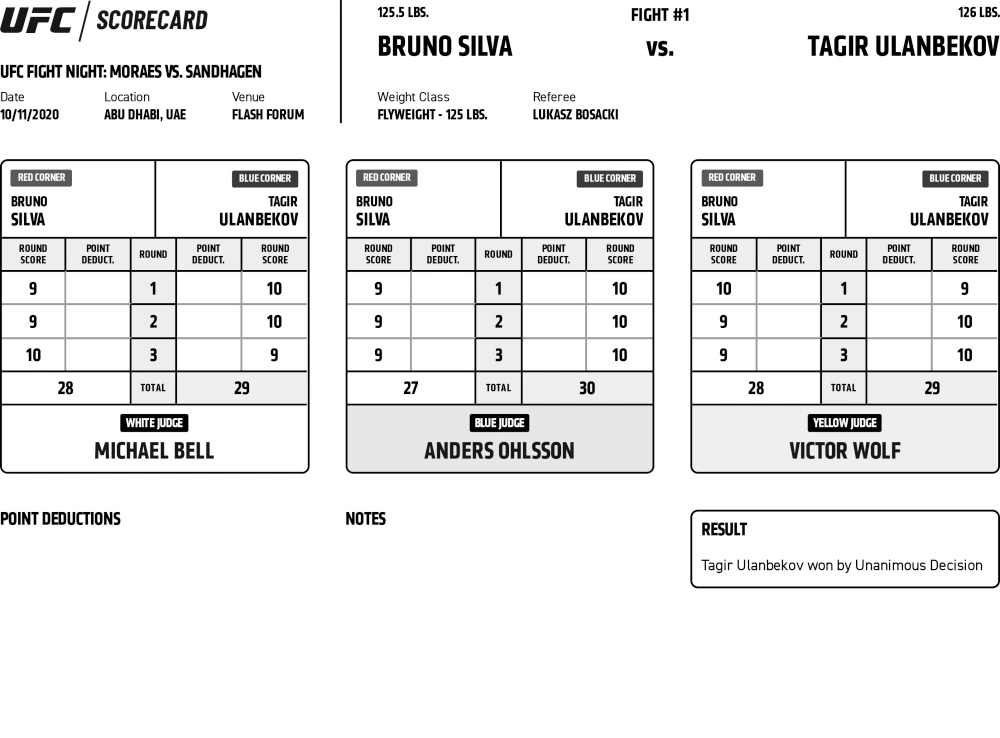 UFC / SCORECARD
UFC FIGHT NIGHT: MORAES VS. SANDHAGEN
Date Location Venue
10/11/2020 ABU DHABI, UAE FLASH FORUM
125.5 LBS. FIGHT #1 126 LBS.
BRUNO SILVA vs. TAGIR ULANBEKOV
Weight Class Referee
FLYWEIGHT - 125 LBS. LUKASZ BOSACKI
RED CORNER BLUE CORNER
BRUNO TAGIR
SILVA ULANBEKOV
ROUND POINT ROUND POINT ROUND
SCORE DEDUCT. DEDUCT. SCORE
9 1 10
9 2 10
10 3 9
28 TOTAL 29
WHITE JUDGE
MICHAEL BELL
RED CORNER BLUE CORNER
BRUNO TAGIR
SILVA ULANBEKOV
ROUND POINT ROUND POINT ROUND
SCORE DEDUCT. DEDUCT. SCORE
9 1 10
9 2 10
9 3 10
27 TOTAL 30
BLUE JUDGE
ANDERS OHLSSON
RED CORNER BLUE CORNER
BRUNO TAGIR
SILVA ULANBEKOV
ROUND POINT ROUND POINT ROUND
SCORE DEDUCT. DEDUCT. SCORE
10 1 9
9 2 10
9 3 10
28 TOTAL 29
YELLOW JUDGE
VICTOR WOLF
POINT DEDUCTIONS
NOTES
RESULT
Tagir Ulanbekov won by Unanimous Decision